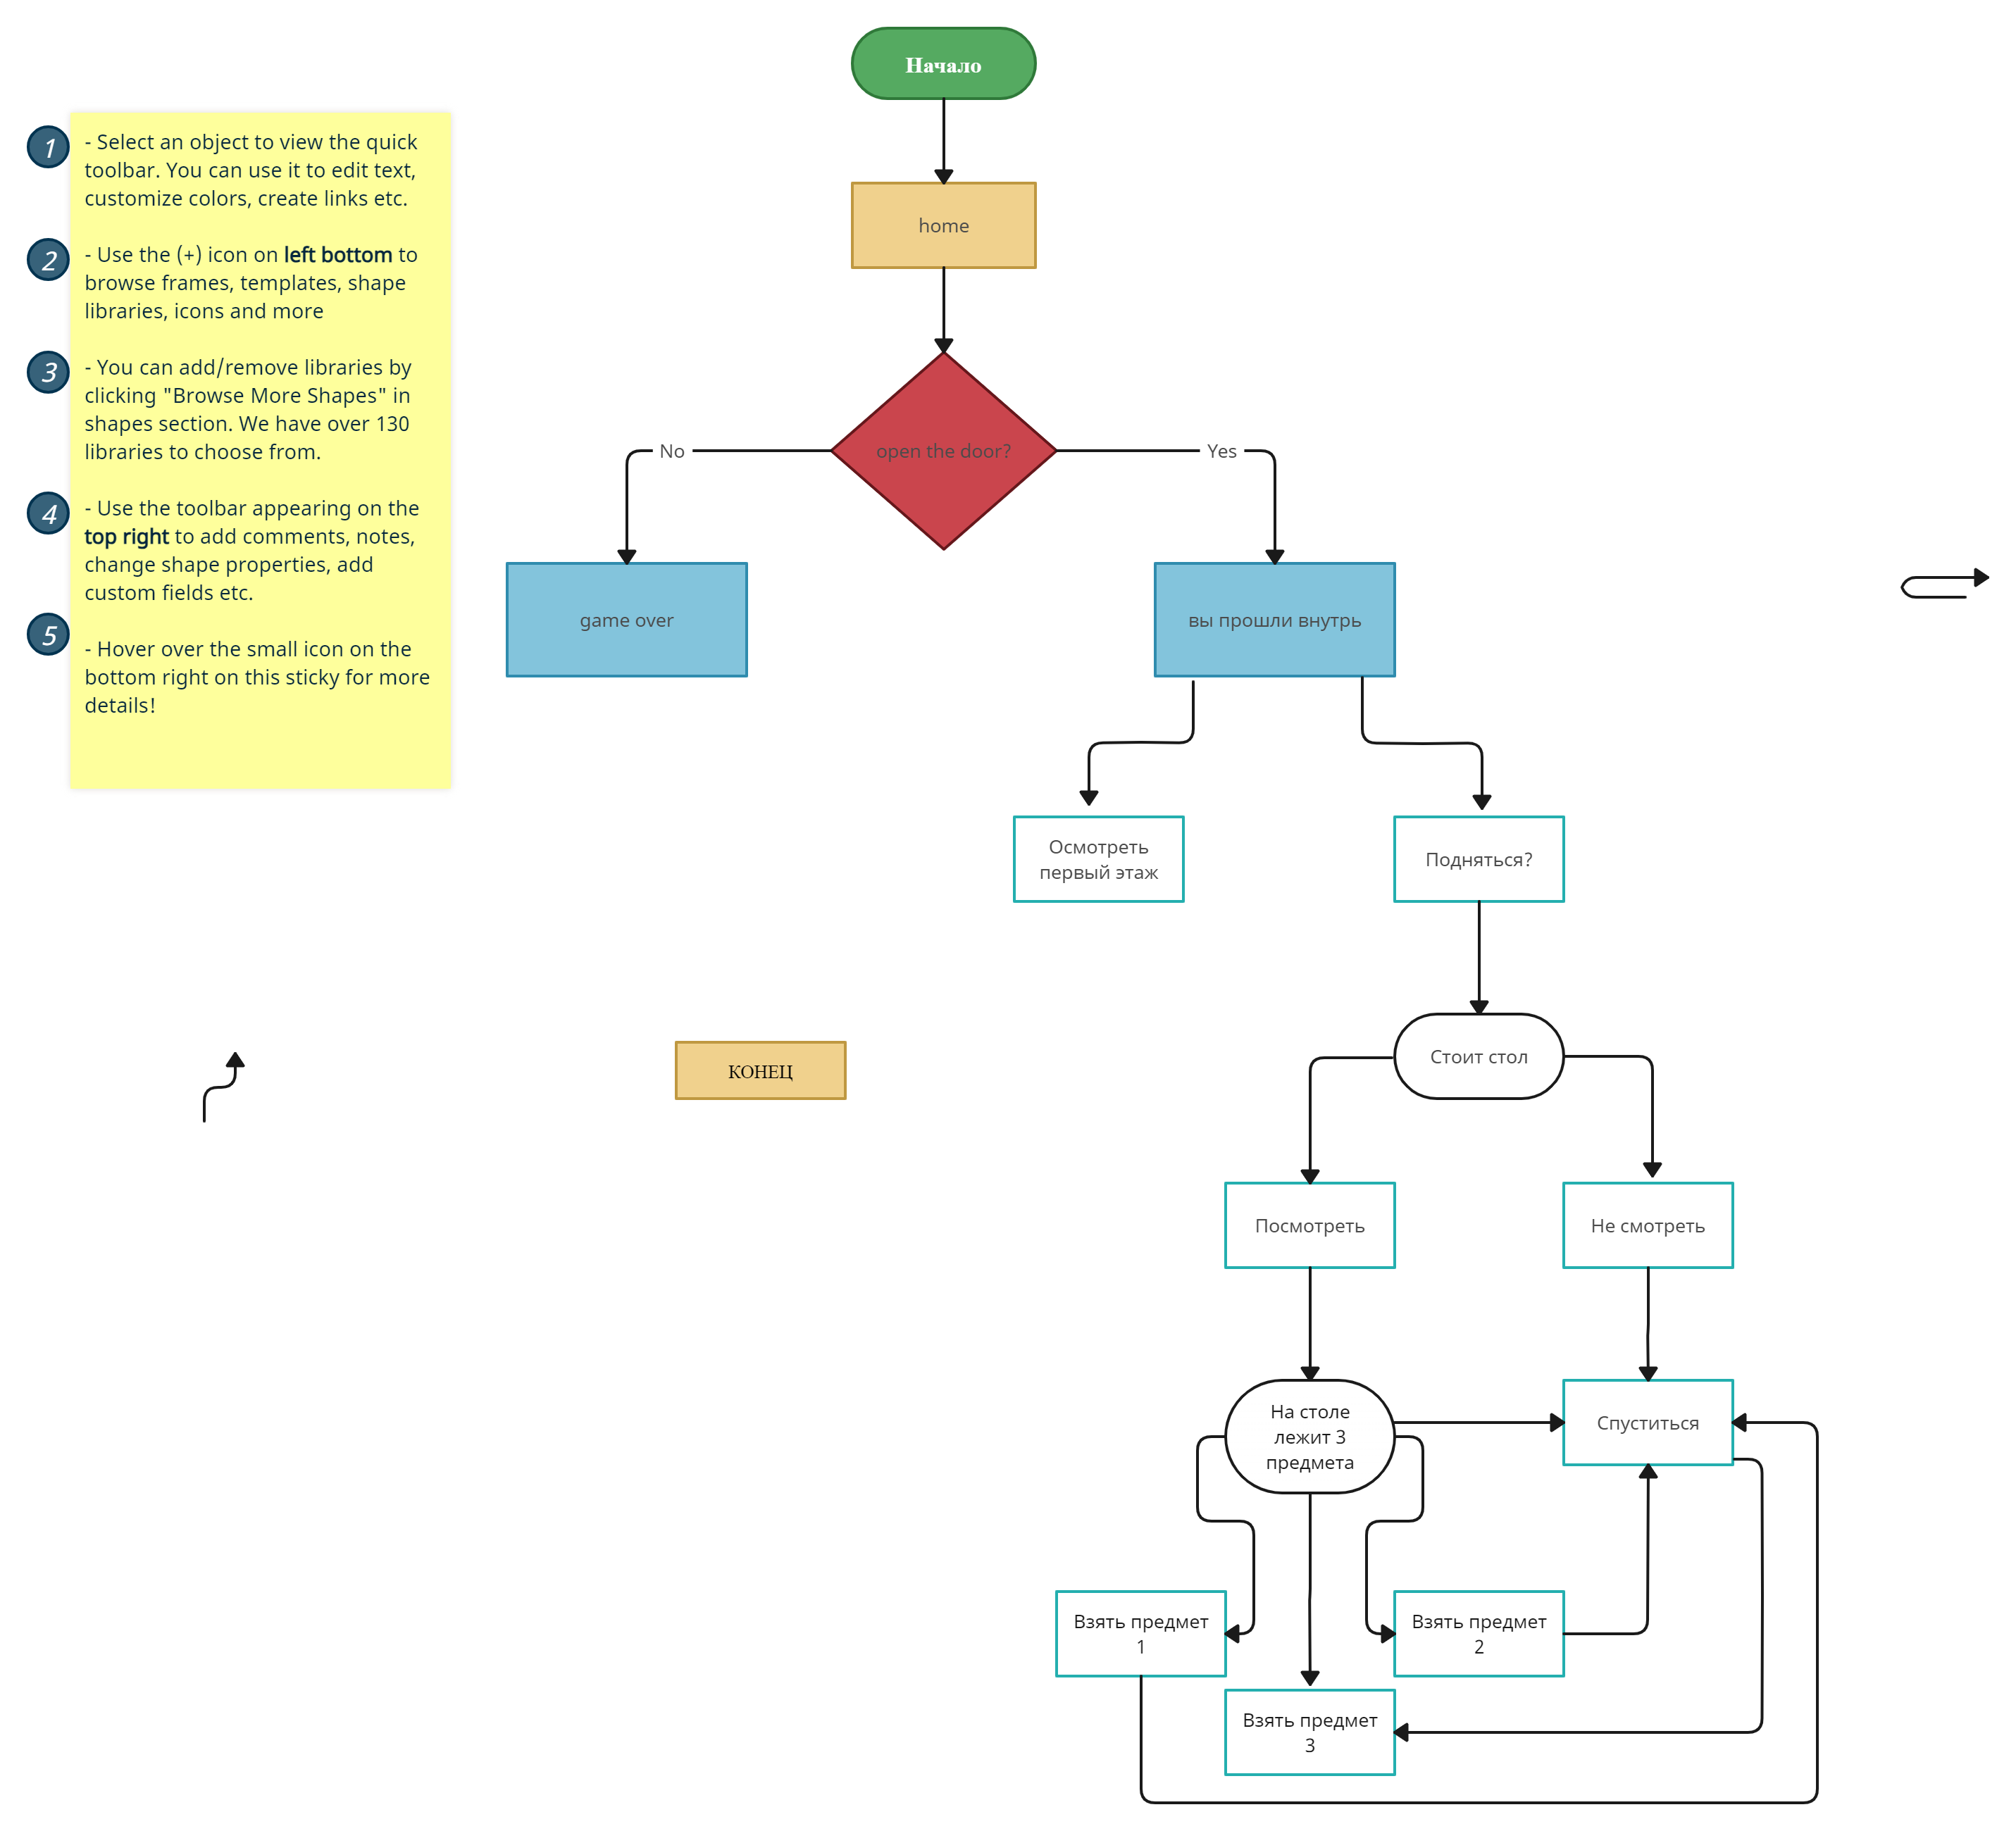 Начало
1
- Select an object to view the quick
toolbar. You can use it to edit text,
customize colors, create links etc.
2
- Use the (+) icon on left bottom to
browse frames, templates, shape
libraries, icons and more
3
- You can add/remove libraries by
clicking "Browse More Shapes" in
shapes section. We have over 130
libraries to choose from.
4
- Use the toolbar appearing on the
top right to add comments, notes,
change shape properties, add
custom fields etc.
5
- Hover over the small icon on the
bottom right on this sticky for more
details!
home
open the door?
No
Yes
game over
вы прошли внутрь
Осмотреть
первый этаж
Подняться?
Стоит стол
КОНЕЦ
Посмотреть
Не смотреть
На столе
лежит 3
предмета
Спуститься
Взять предмет
1
Взять предмет
2
Взять предмет
3